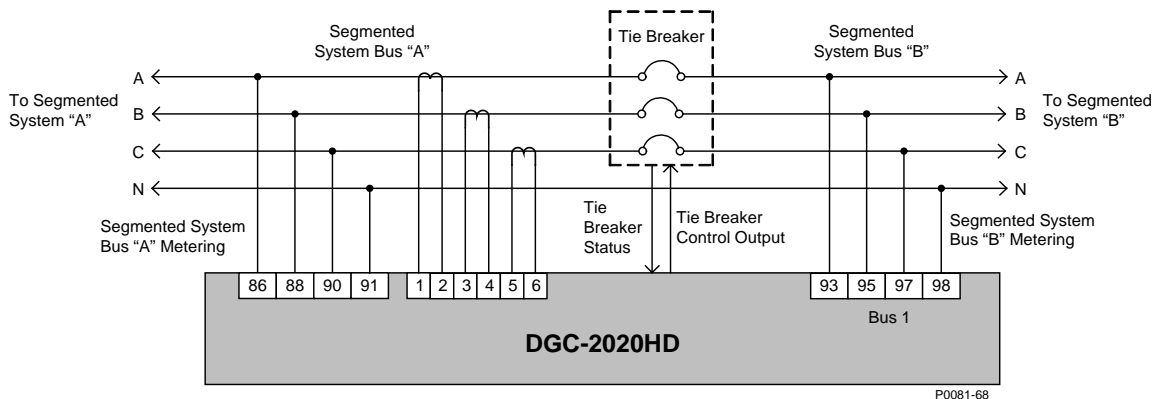 Segmented
System Bus "A"
Tie Breaker
Segmented
System Bus "B"
A
A
To Segmented
System "A"
B
B
To Segmented
System "B"
C
C
N
N
Segmented System
Bus "A" Metering
Tie
Breaker
Status
Tie Breaker
Control Output
Segmented System
Bus "B" Metering
86 88 90 91 1 2 3 4 5 6 93 95 97 98
Bus 1
DGC-2020HD
P0081-68